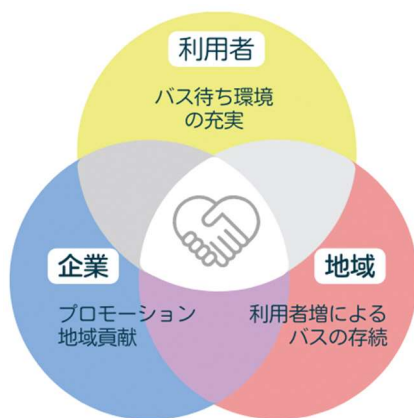 利用者
バス待ち環境
の充実
企業
プロモーション
地域貢献
地域
利用者増による
バスの存続